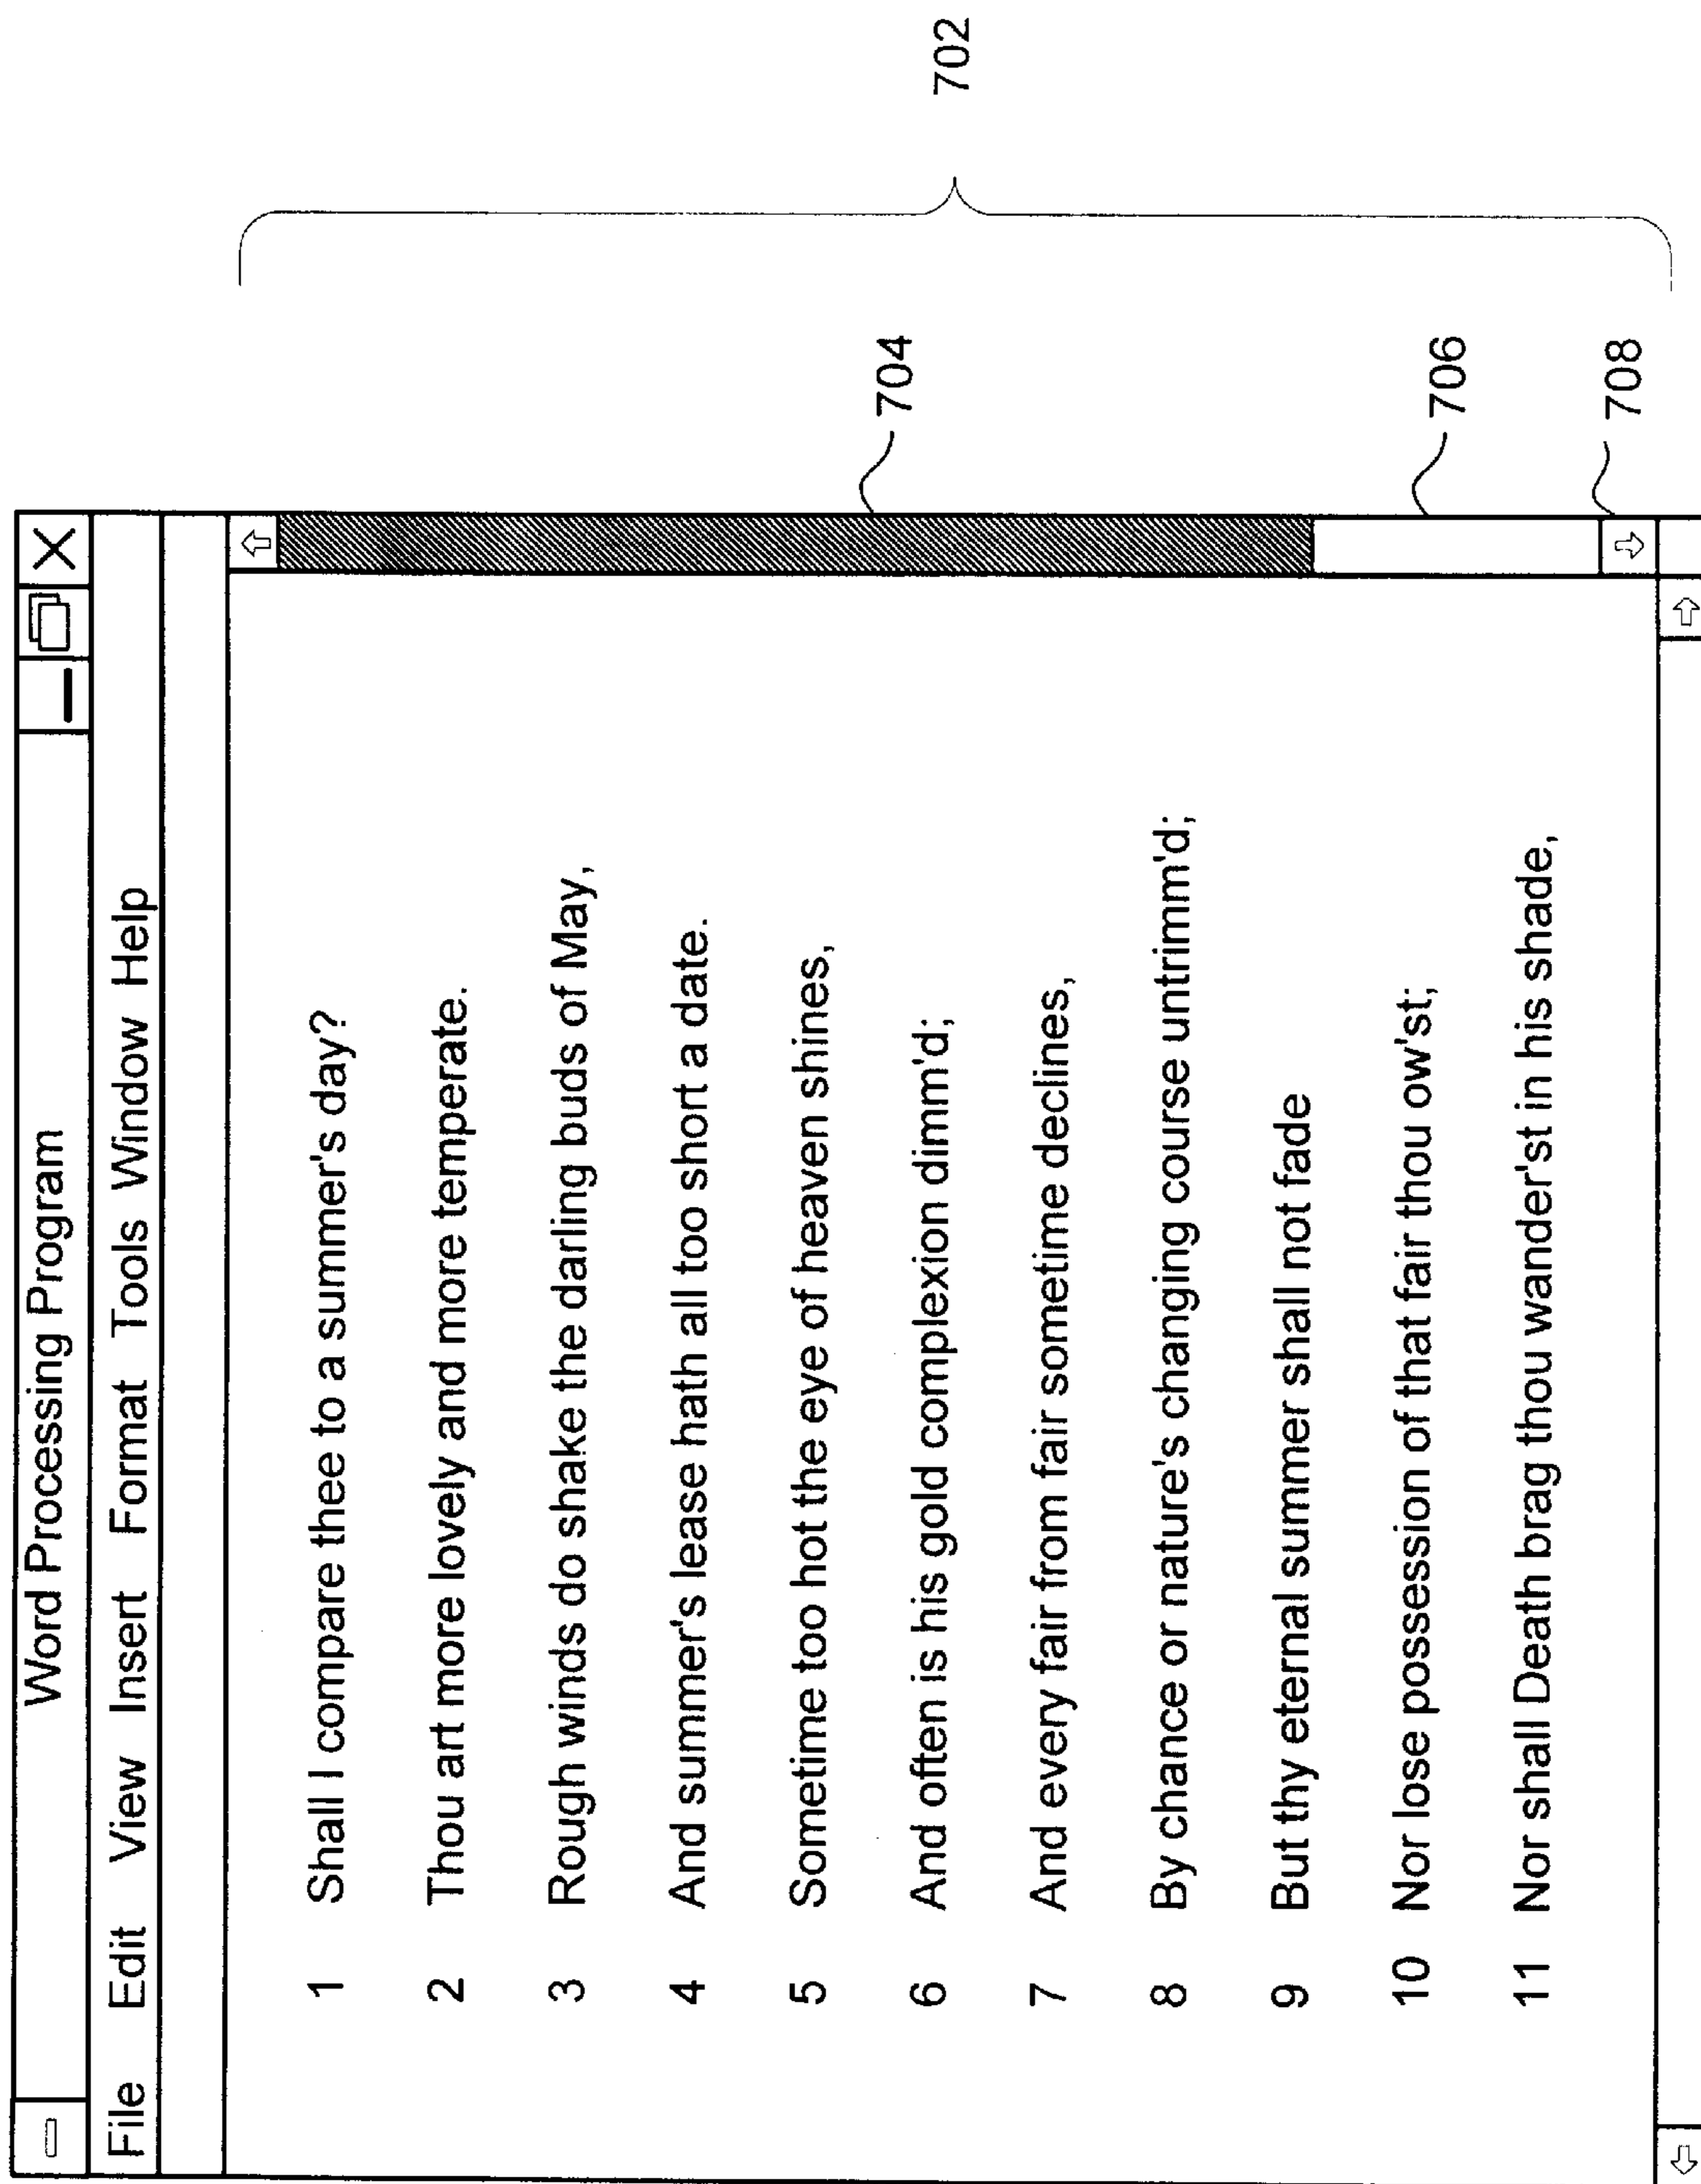 Word Processing Program
File Edit View Insert Format Tools Window Help
1 Shall I compare thee to a summer's day?
2 Thou art more lovely and more temperate.
3 Rough winds do shake the darling buds of May,
4 And summer's lease hath all too short a date.
5 Sometime too hot the eye of heaven shines,
6 And often is his gold complexion dimm'd;
7 And every fair from fair sometime declines,
8 By chance or nature's changing course untrimm'd;
9 But thy eternal summer shall not fade
10 Nor lose possession of that fair thou ow'st;
11 Nor shall Death brag thou wander'st in his shade,
702
704
706
708